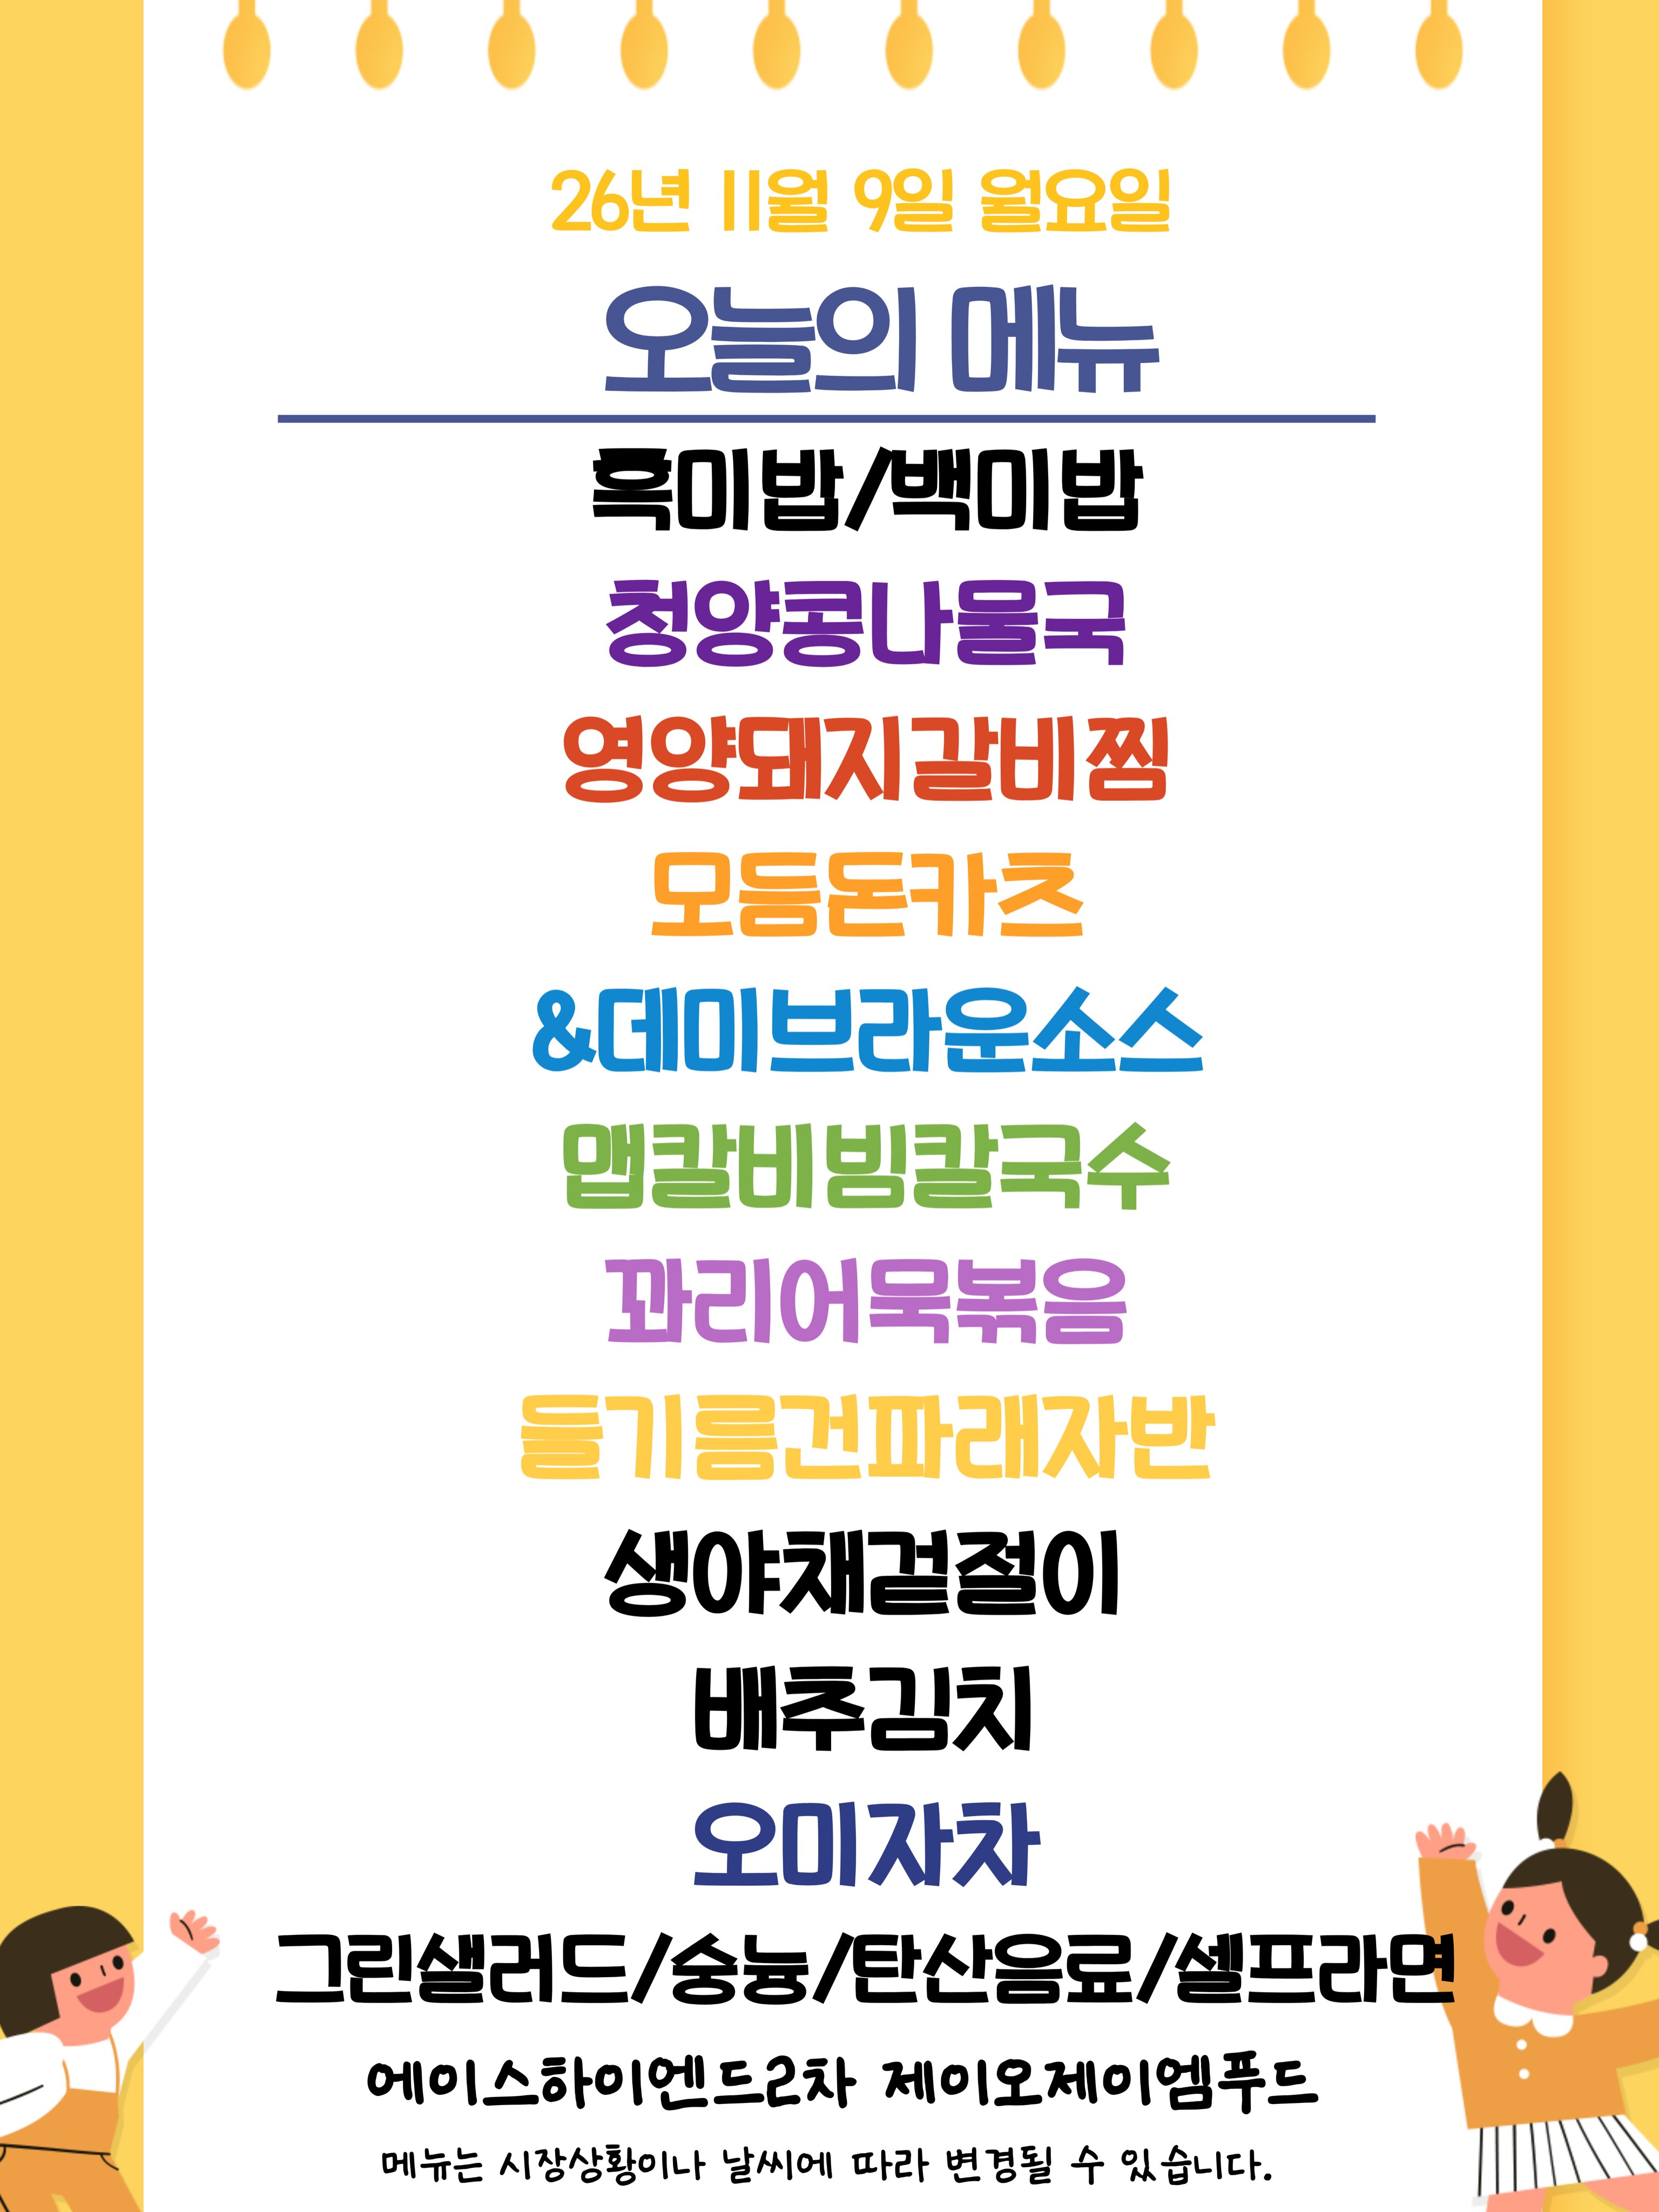 26년 11월 9일 월요일
오늘의 메뉴
흑미밥/백미밥
청양콩나물국
영양돼지갈비찜
모듬돈카츠
&데미브라운소스
맵칼비빔칼국수
꽈리어묵볶음
들기름건파래자반
생야채겉절이
배추김치
오미자차
그린샐러드/숭늉/탄산음료/셀프라면
에이스하이엔드2차 제이오제이엠푸드
메뉴는 시장상황이나 날씨에 따라 변경될 수 있습니다.